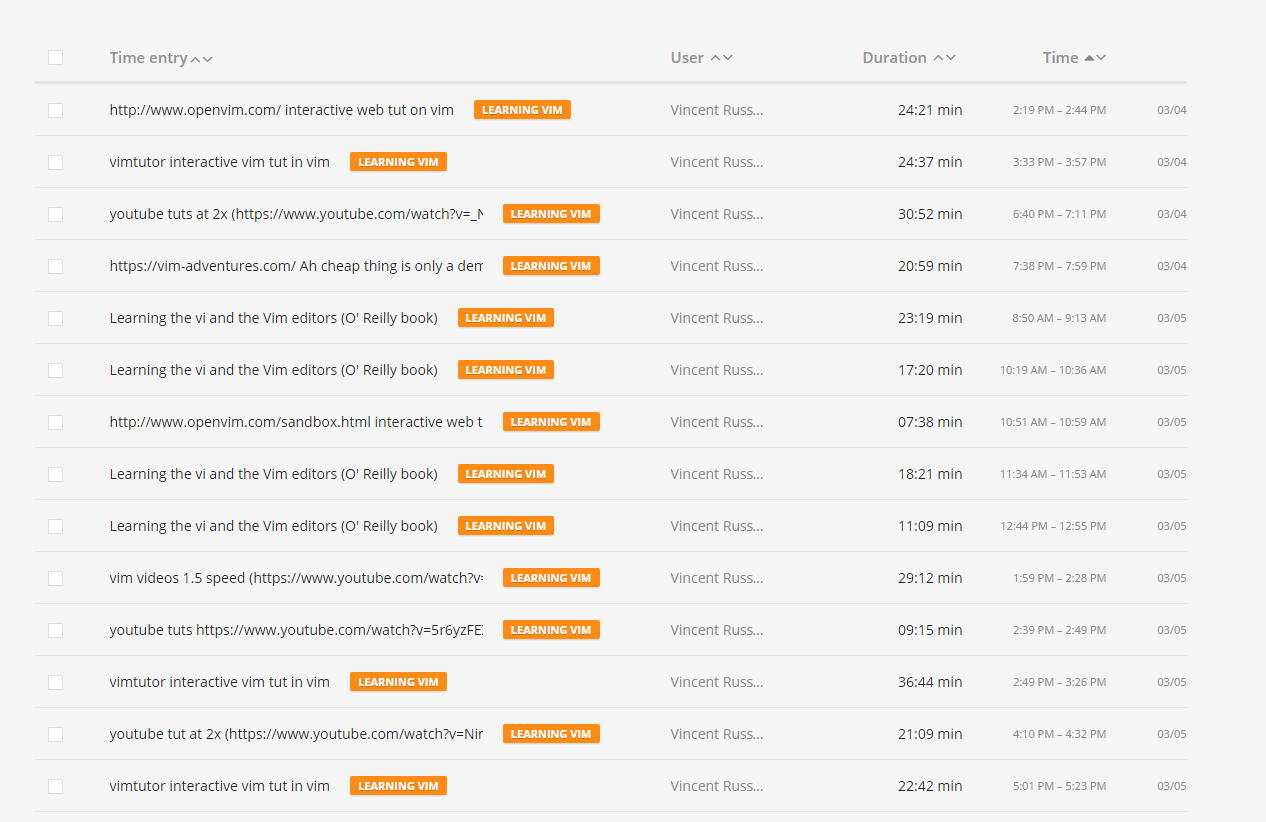 Time entry User Duration Time
http://www.openvim.com/ interactive web tut on vim LEARNING VIM Vincent Russ... 24:21 min 2:19 PM – 2:44 PM 03/04
vimtutor interactive vim tut in vim LEARNING VIM Vincent Russ... 24:37 min 3:33 PM – 3:57 PM 03/04
youtube tuts at 2x (https://www.youtube.com/watch?v=_N LEARNING VIM Vincent Russ... 30:52 min 6:40 PM – 7:11 PM 03/04
https://vim-adventures.com/ Ah cheap thing is only a dem LEARNING VIM Vincent Russ... 20:59 min 7:38 PM – 7:59 PM 03/04
Learning the vi and the Vim editors (O' Reilly book) LEARNING VIM Vincent Russ... 23:19 min 8:50 AM – 9:13 AM 03/05
Learning the vi and the Vim editors (O' Reilly book) LEARNING VIM Vincent Russ... 17:20 min 10:19 AM – 10:36 AM 03/05
http://www.openvim.com/sandbox.html interactive web t LEARNING VIM Vincent Russ... 07:38 min 10:51 AM – 10:59 AM 03/05
Learning the vi and the Vim editors (O' Reilly book) LEARNING VIM Vincent Russ... 18:21 min 11:34 AM – 11:53 AM 03/05
Learning the vi and the Vim editors (O' Reilly book) LEARNING VIM Vincent Russ... 11:09 min 12:44 PM – 12:55 PM 03/05
vim videos 1.5 speed (https://www.youtube.com/watch?v= LEARNING VIM Vincent Russ... 29:12 min 1:59 PM – 2:28 PM 03/05
youtube tuts https://www.youtube.com/watch?v=5r6yzFE LEARNING VIM Vincent Russ... 09:15 min 2:39 PM – 2:49 PM 03/05
vimtutor interactive vim tut in vim LEARNING VIM Vincent Russ... 36:44 min 2:49 PM – 3:26 PM 03/05
youtube tut at 2x (https://www.youtube.com/watch?v=Nir LEARNING VIM Vincent Russ... 21:09 min 4:10 PM – 4:32 PM 03/05
vimtutor interactive vim tut in vim LEARNING VIM Vincent Russ... 22:42 min 5:01 PM – 5:23 PM 03/05